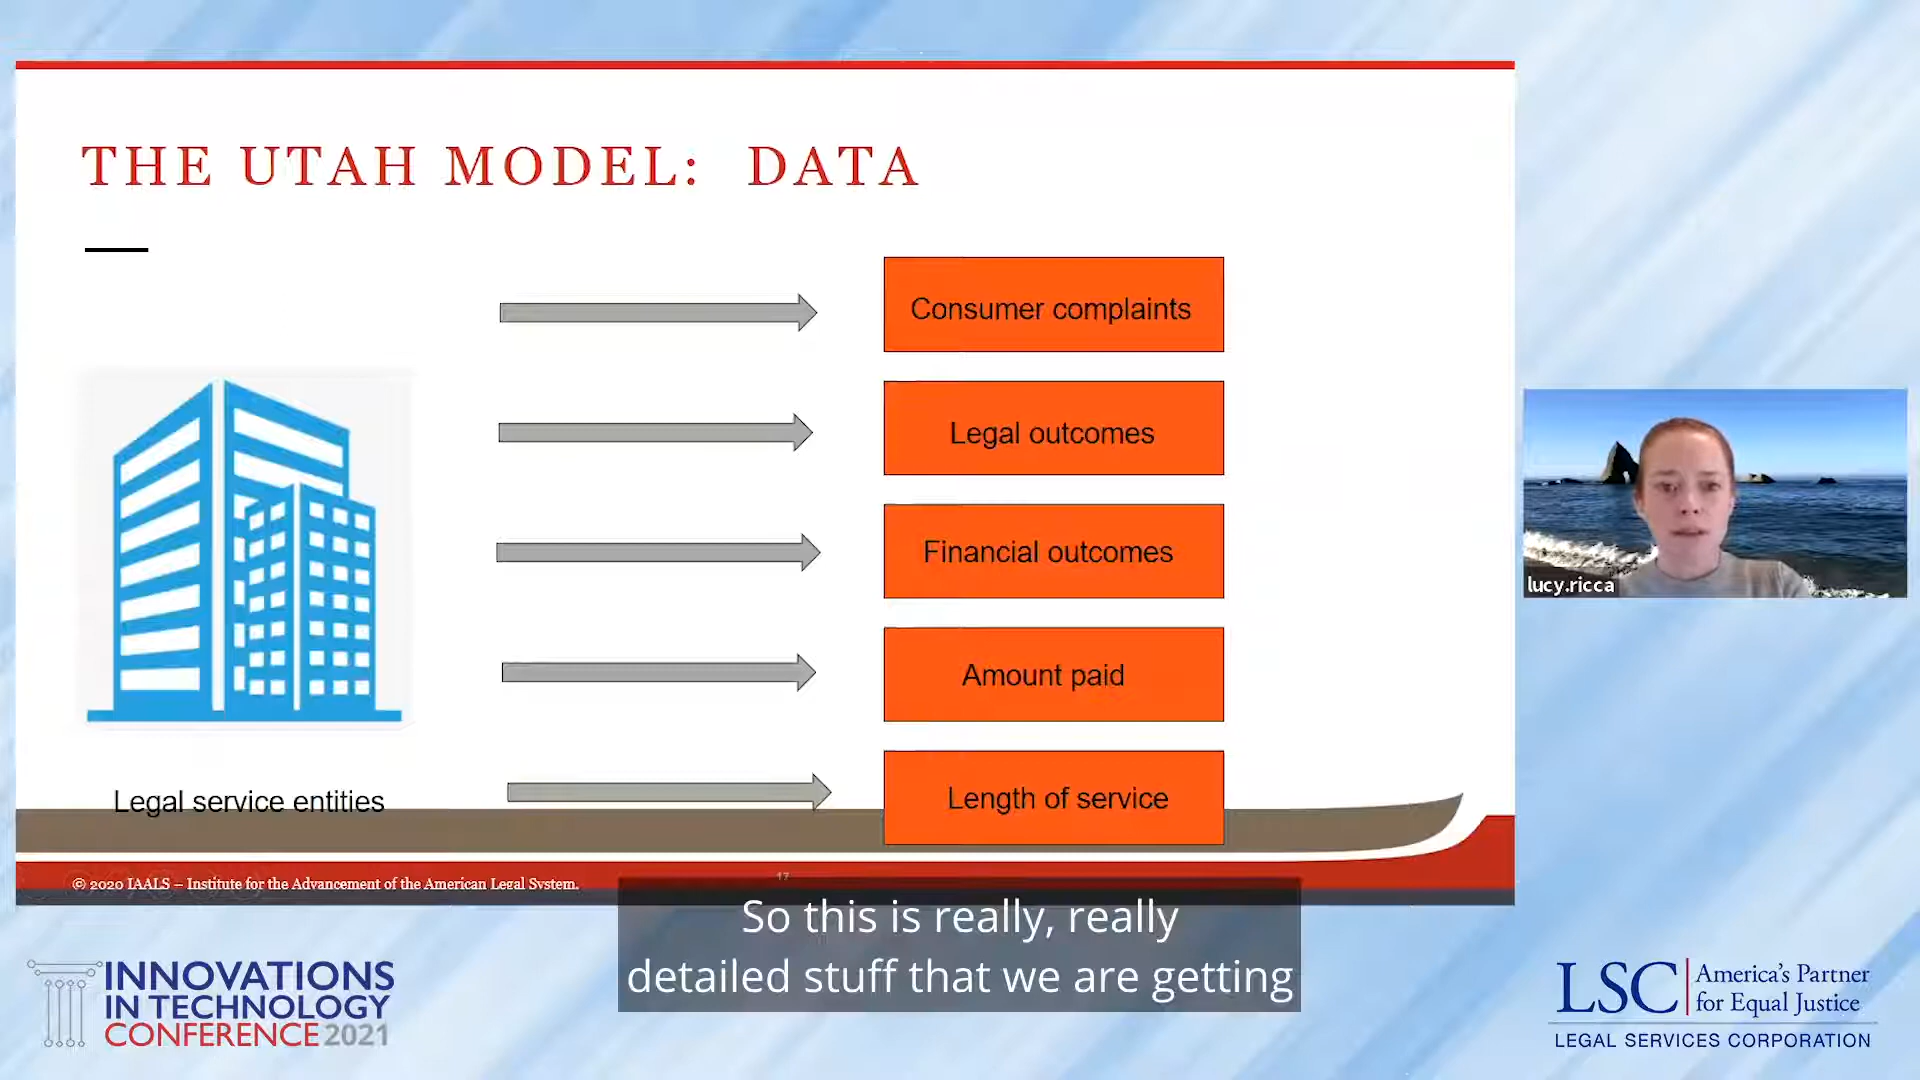 THE UTAH MODEL: DATA
Consumer complaints
Legal outcomes
Financial outcomes
Amount paid
Length of service
Legal service entities
lucy.ricca
© 2020 IAALS – Institute for the Advancement of the American Legal System.
17
So this is really, really
detailed stuff that we are getting
INNOVATIONS
IN TECHNOLOGY
CONFERENCE 2021
LSC
America's Partner
for Equal Justice
LEGAL SERVICES CORPORATION